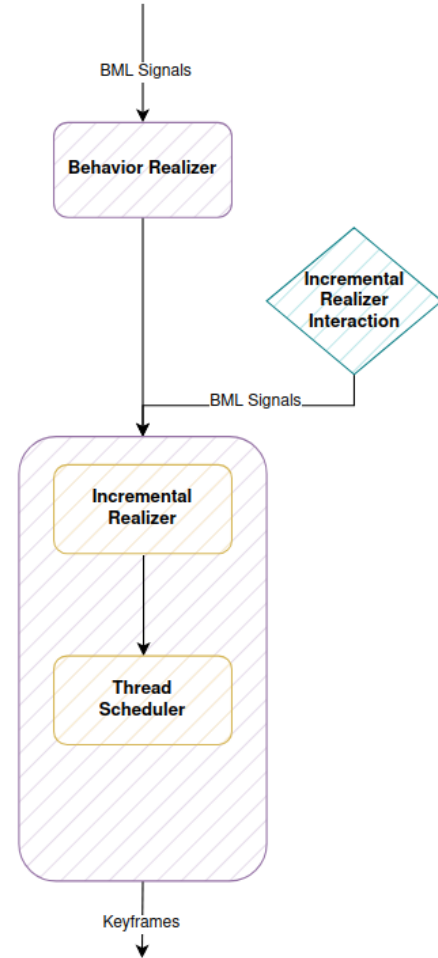 BML Signals
Behavior Realizer
Incremental
Realizer
Interaction
BML Signals
Incremental
Realizer
Thread
Scheduler
Keyframes